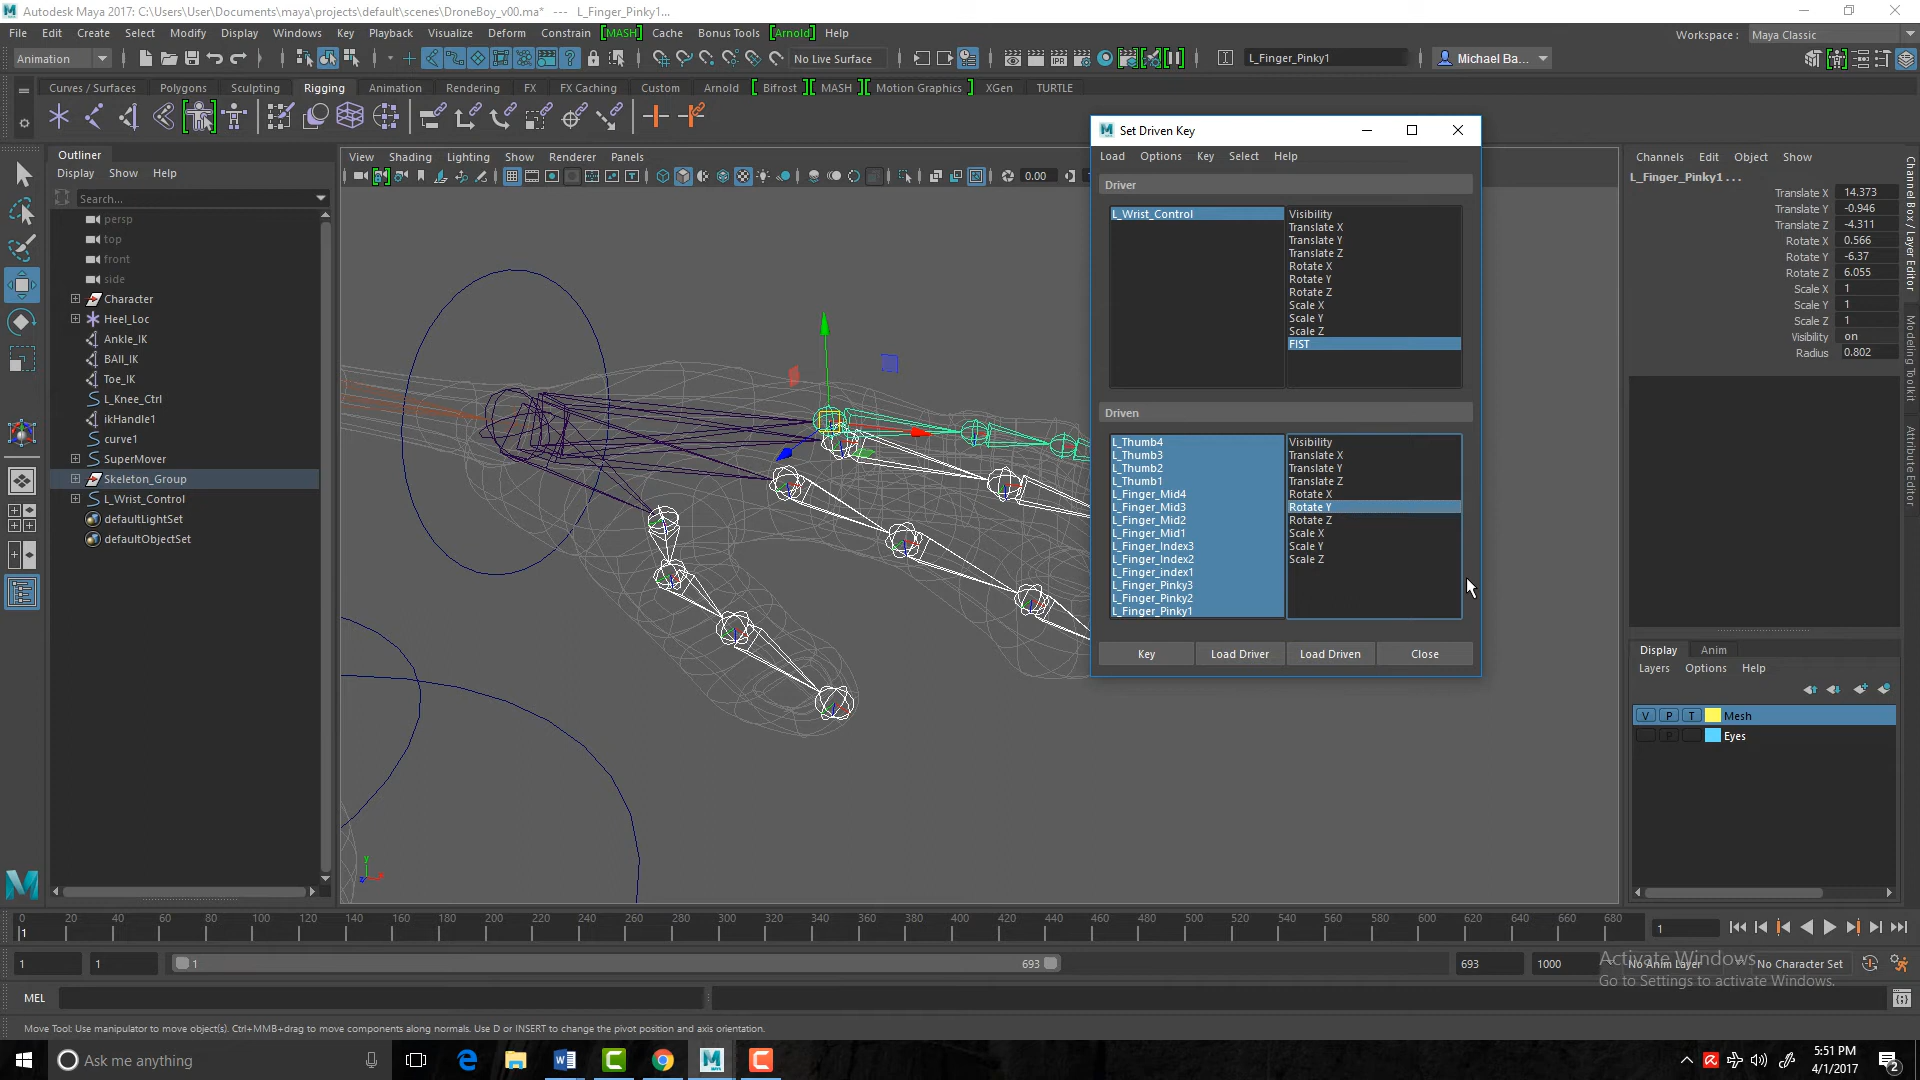 Autodesk Maya 2017: C:\Users\User\Documents\maya\projects\default\scenes\DroneBoy_v00.ma* --- L_Finger_Pinky1...
File Edit Create Select Modify Display Windows Key Playback Visualize Deform Constrain [MASH] Cache Bonus Tools [Arnold] Help
Workspace : Maya Classic
Animation
No Live Surface
IPR
L_Finger_Pinky1
Michael Ba...
Curves / Surfaces Polygons Sculpting Rigging Animation Rendering FX FX Caching Custom Arnold [ Bifrost ] [ MASH ] [ Motion Graphics ] XGen TURTLE
Outliner
Display Show Help
Search...
persp
top
front
side
Character
Heel_Loc
Ankle_IK
BAll_IK
Toe_IK
L_Knee_Ctrl
ikHandle1
curve1
SuperMover
Skeleton_Group
L_Wrist_Control
defaultLightSet
defaultObjectSet
View Shading Lighting Show Renderer Panels
0.00
y
z
Set Driven Key
Load Options Key Select Help
Driver
L_Wrist_Control
Visibility
Translate X
Translate Y
Translate Z
Rotate X
Rotate Y
Rotate Z
Scale X
Scale Y
Scale Z
FIST
Driven
L_Thumb4
L_Thumb3
L_Thumb2
L_Thumb1
L_Finger_Mid4
L_Finger_Mid3
L_Finger_Mid2
L_Finger_Mid1
L_Finger_Index3
L_Finger_Index2
L_Finger_index1
L_Finger_Pinky3
L_Finger_Pinky2
L_Finger_Pinky1
Visibility
Translate X
Translate Y
Translate Z
Rotate X
Rotate Y
Rotate Z
Scale X
Scale Y
Scale Z
Key Load Driver Load Driven Close
Channels Edit Object Show
L_Finger_Pinky1 . . .
Translate X 14.373
Translate Y -0.946
Translate Z -4.311
Rotate X 0.566
Rotate Y -6.37
Rotate Z 6.055
Scale X 1
Scale Y 1
Scale Z 1
Visibility on
Radius 0.802
Channel Box / Layer Editor
Modeling Toolkit
Attribute Editor
Display Anim
Layers Options Help
V P T Mesh
P Eyes
0 20 40 60 80 100 120 140 160 180 200 220 240 260 280 300 320 340 360 380 400 420 440 460 480 500 520 540 560 580 600 620 640 660 680
1
1
1 1 1 693 693 1000 No Anim Layer No Character Set
Activate Windows
Go to Settings to activate Windows.
MEL
Move Tool: Use manipulator to move object(s). Ctrl+MMB+drag to move components along normals. Use D or INSERT to change the pivot position and axis orientation.
Ask me anything
5:51 PM
4/1/2017
2